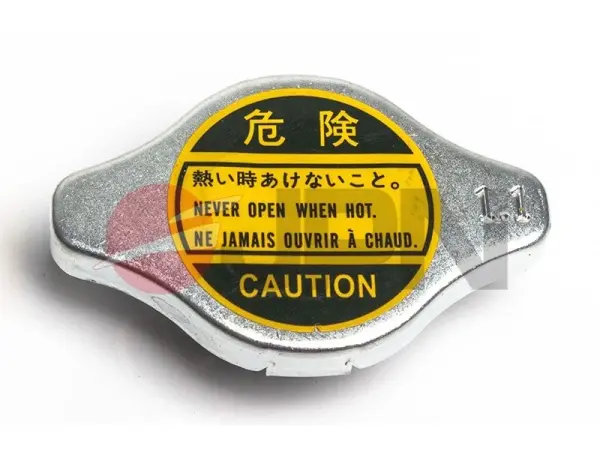 危険
熱い時あけないこと。
NEVER OPEN WHEN HOT.
NE JAMAIS OUVRIR À CHAUD.
CAUTION
1.1
JDN